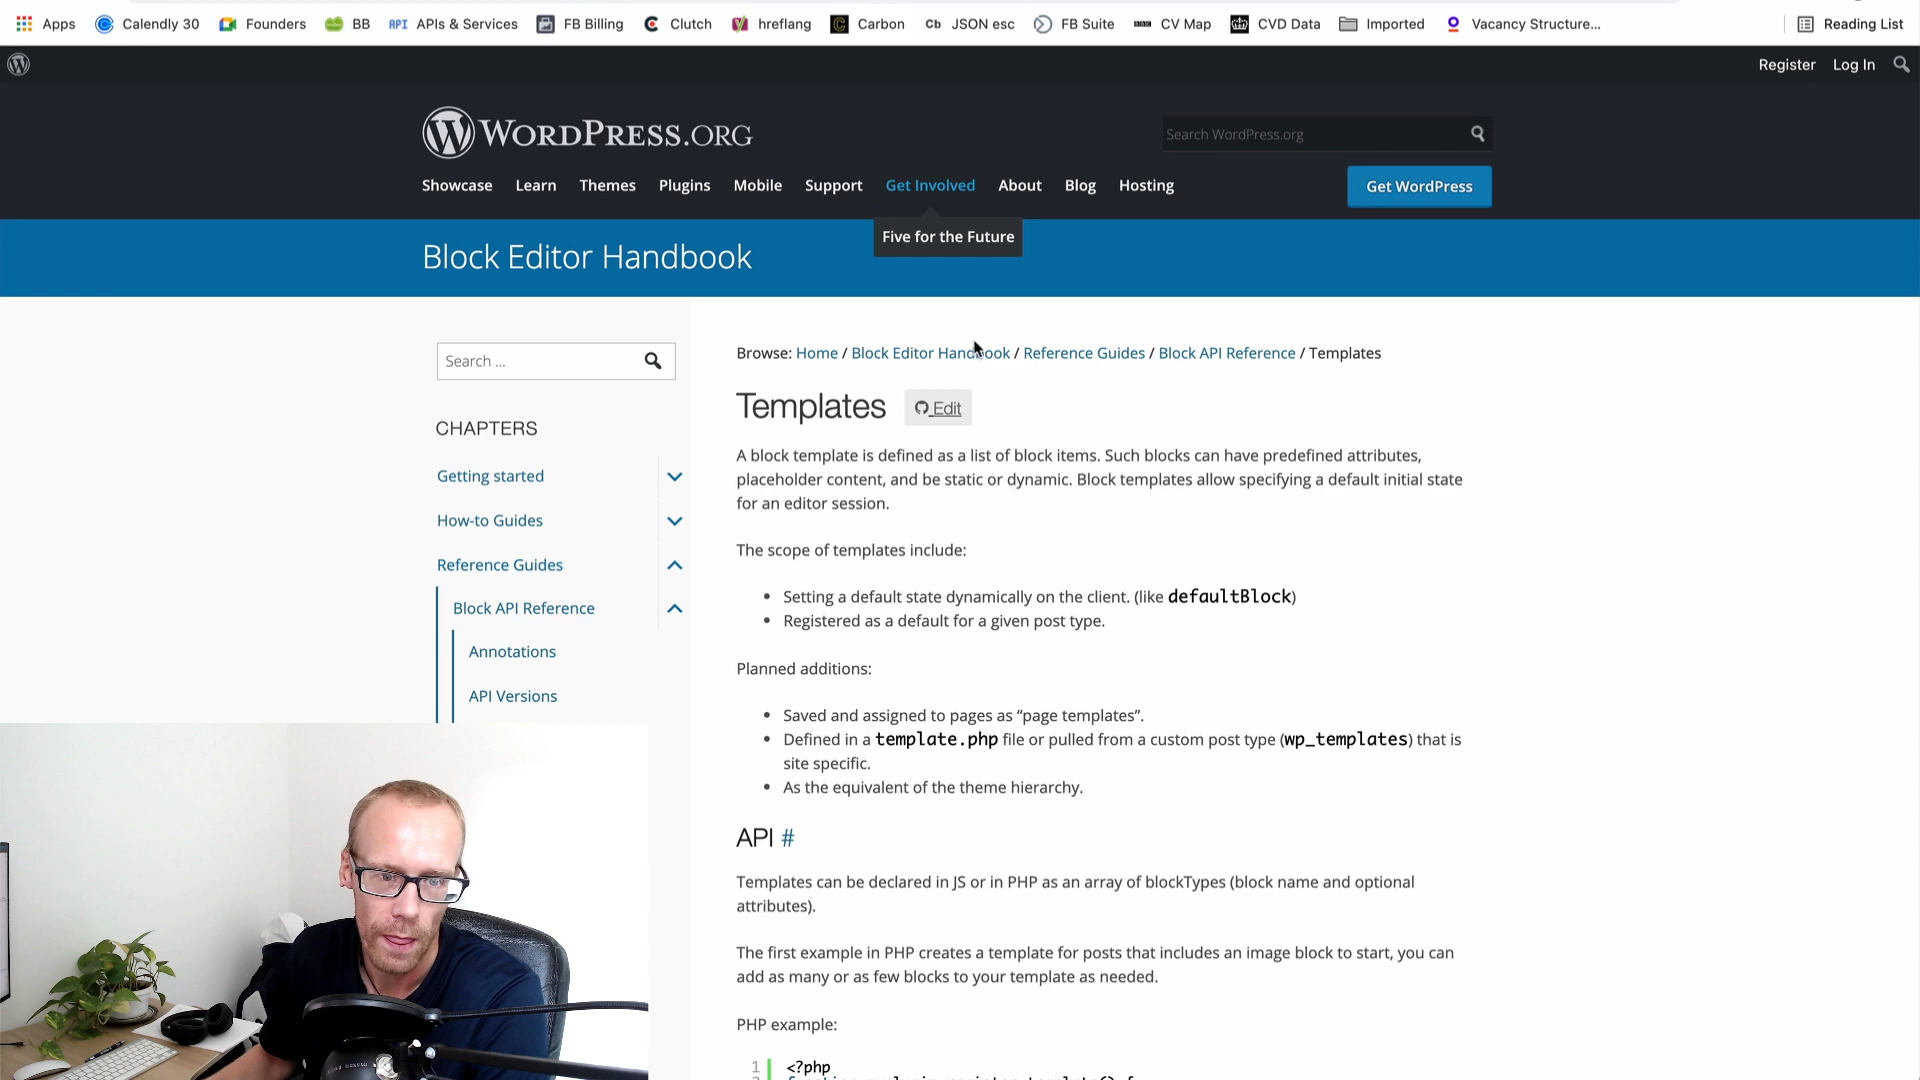 Apps Calendly 30 Founders BB API APIs & Services FB Billing Clutch hreflang Carbon Cb JSON esc FB Suite CV Map CVD Data Imported Vacancy Structure... Reading List
Register Log In
WORDPRESS.ORG
Search WordPress.org
Showcase Learn Themes Plugins Mobile Support Get Involved About Blog Hosting
Get WordPress
Five for the Future
Block Editor Handbook
Search ...
CHAPTERS
Getting started
How-to Guides
Reference Guides
Block API Reference
Annotations
API Versions
Browse: Home / Block Editor Handbook / Reference Guides / Block API Reference / Templates
Templates Edit
A block template is defined as a list of block items. Such blocks can have predefined attributes,
placeholder content, and be static or dynamic. Block templates allow specifying a default initial state
for an editor session.
The scope of templates include:
Setting a default state dynamically on the client. (like defaultBlock)
Registered as a default for a given post type.
Planned additions:
Saved and assigned to pages as “page templates”.
Defined in a template.php file or pulled from a custom post type (wp_templates) that is
site specific.
As the equivalent of the theme hierarchy.
API #
Templates can be declared in JS or in PHP as an array of blockTypes (block name and optional
attributes).
The first example in PHP creates a template for posts that includes an image block to start, you can
add as many or as few blocks to your template as needed.
PHP example:
1 <?php